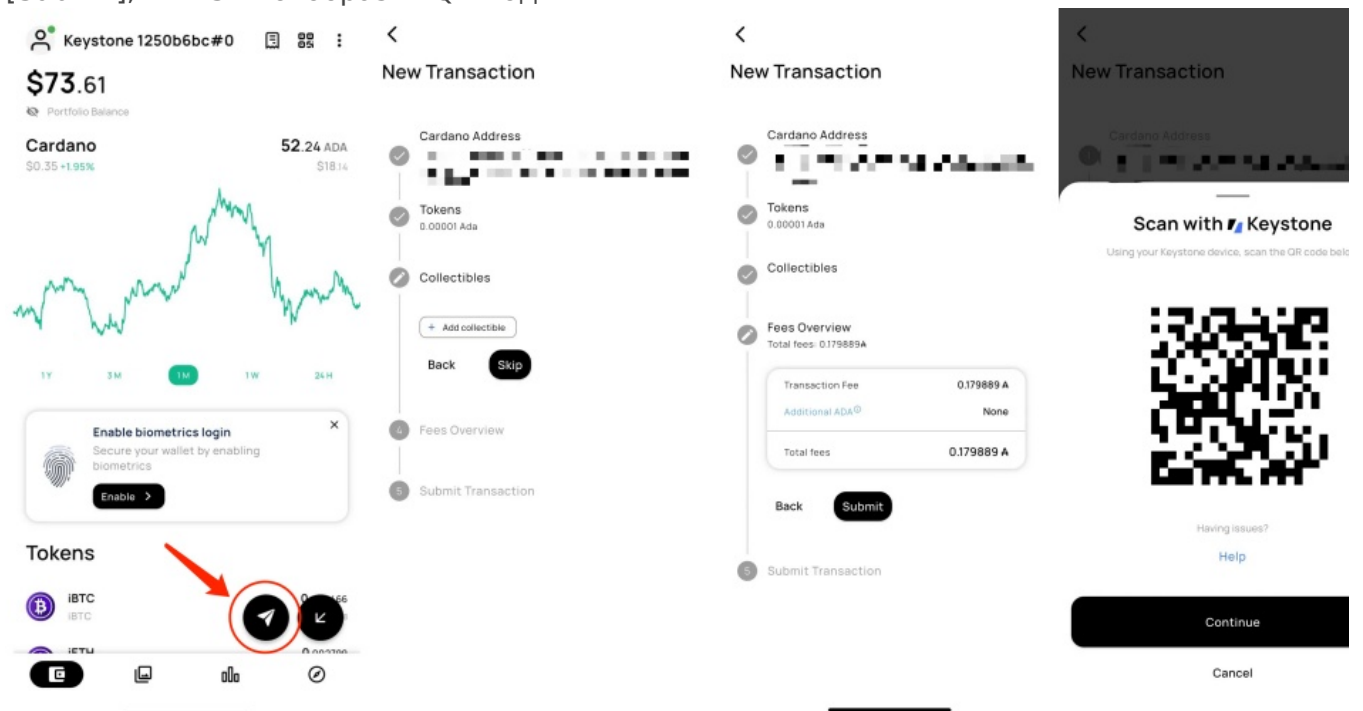 Keystone 1250b6bc#0
$73.61
Portfolio Balance
Cardano 52.24 ADA
$0.35 +1.95% $18.14
1Y 3M 1M 1W 24H
Enable biometrics login
Secure your wallet by enabling
biometrics
Enable >
Tokens
iBTC
iBTC
iETH
New Transaction
Cardano Address
Tokens
0.00001 Ada
Collectibles
+ Add collectible
Back Skip
4 Fees Overview
5 Submit Transaction
New Transaction
Cardano Address
Tokens
0.00001 Ada
Collectibles
Fees Overview
Total fees: 0.179889₳
Transaction Fee 0.179889 ₳
Additional ADA None
Total fees 0.179889 ₳
Back Submit
5 Submit Transaction
New Transaction
Cardano Address
Scan with Keystone
Using your Keystone device, scan the QR code
Having issues?
Help
Continue
Cancel